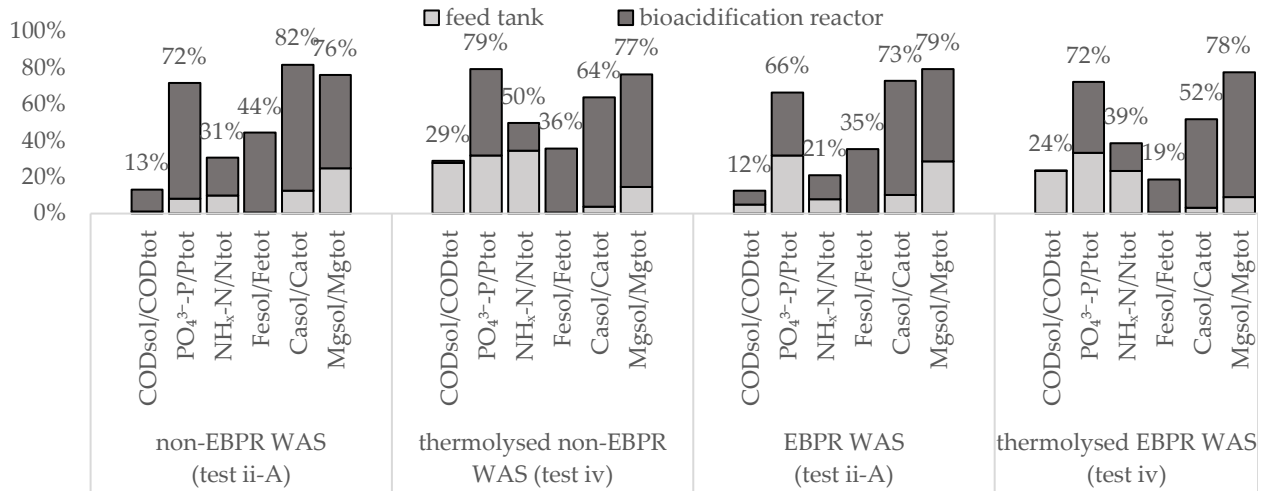 feed tank bioacidification reactor
100%
80%
60%
40%
20%
0%
13%
72%
31%
44%
82%
76%
29%
79%
50%
36%
64%
77%
12%
66%
21%
35%
73%
79%
24%
72%
39%
19%
52%
78%
CODsol/CODtot
PO₄³⁻-P/Ptot
NHₓ-N/Ntot
Fesol/Fetot
Casol/Catot
Mgsol/Mgtot
CODsol/CODtot
PO₄³⁻-P/Ptot
NHₓ-N/Ntot
Fesol/Fetot
Casol/Catot
Mgsol/Mgtot
CODsol/CODtot
PO₄³⁻-P/Ptot
NHₓ-N/Ntot
Fesol/Fetot
Casol/Catot
Mgsol/Mgtot
CODsol/CODtot
PO₄³⁻-P/Ptot
NHₓ-N/Ntot
Fesol/Fetot
Casol/Catot
Mgsol/Mgtot
non-EBPR WAS
(test ii-A)
thermolysed non-EBPR
WAS (test iv)
EBPR WAS
(test ii-A)
thermolysed EBPR WAS
(test iv)